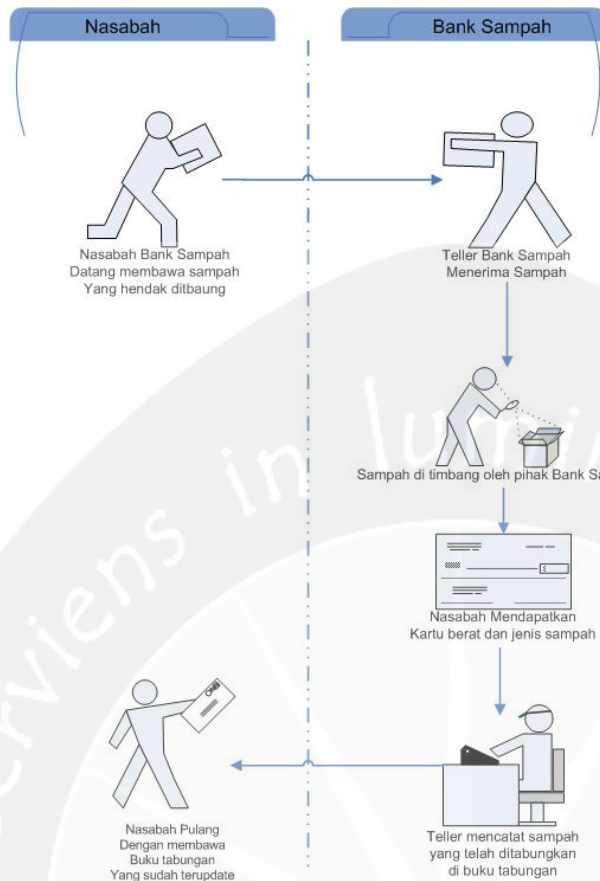 Nasabah
Bank Sampah
Nasabah Bank Sampah
Datang membawa sampah
Yang hendak ditbaung
Teller Bank Sampah
Menerima Sampah
Sampah di timbang oleh pihak Bank
Nasabah Mendapatkan
Kartu berat dan jenis sampah
Nasabah Pulang
Dengan membawa
Buku tabungan
Yang sudah terupdate
Teller mencatat sampah
yang telah ditabungkan
di buku tabungan
in